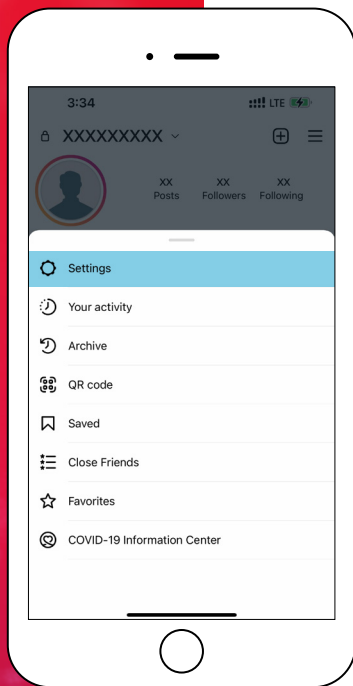 3:34 LTE
XXXXXXXXX
XX XX XX
Posts Followers Following
Settings
Your activity
Archive
QR code
Saved
Close Friends
Favorites
COVID-19 Information Center